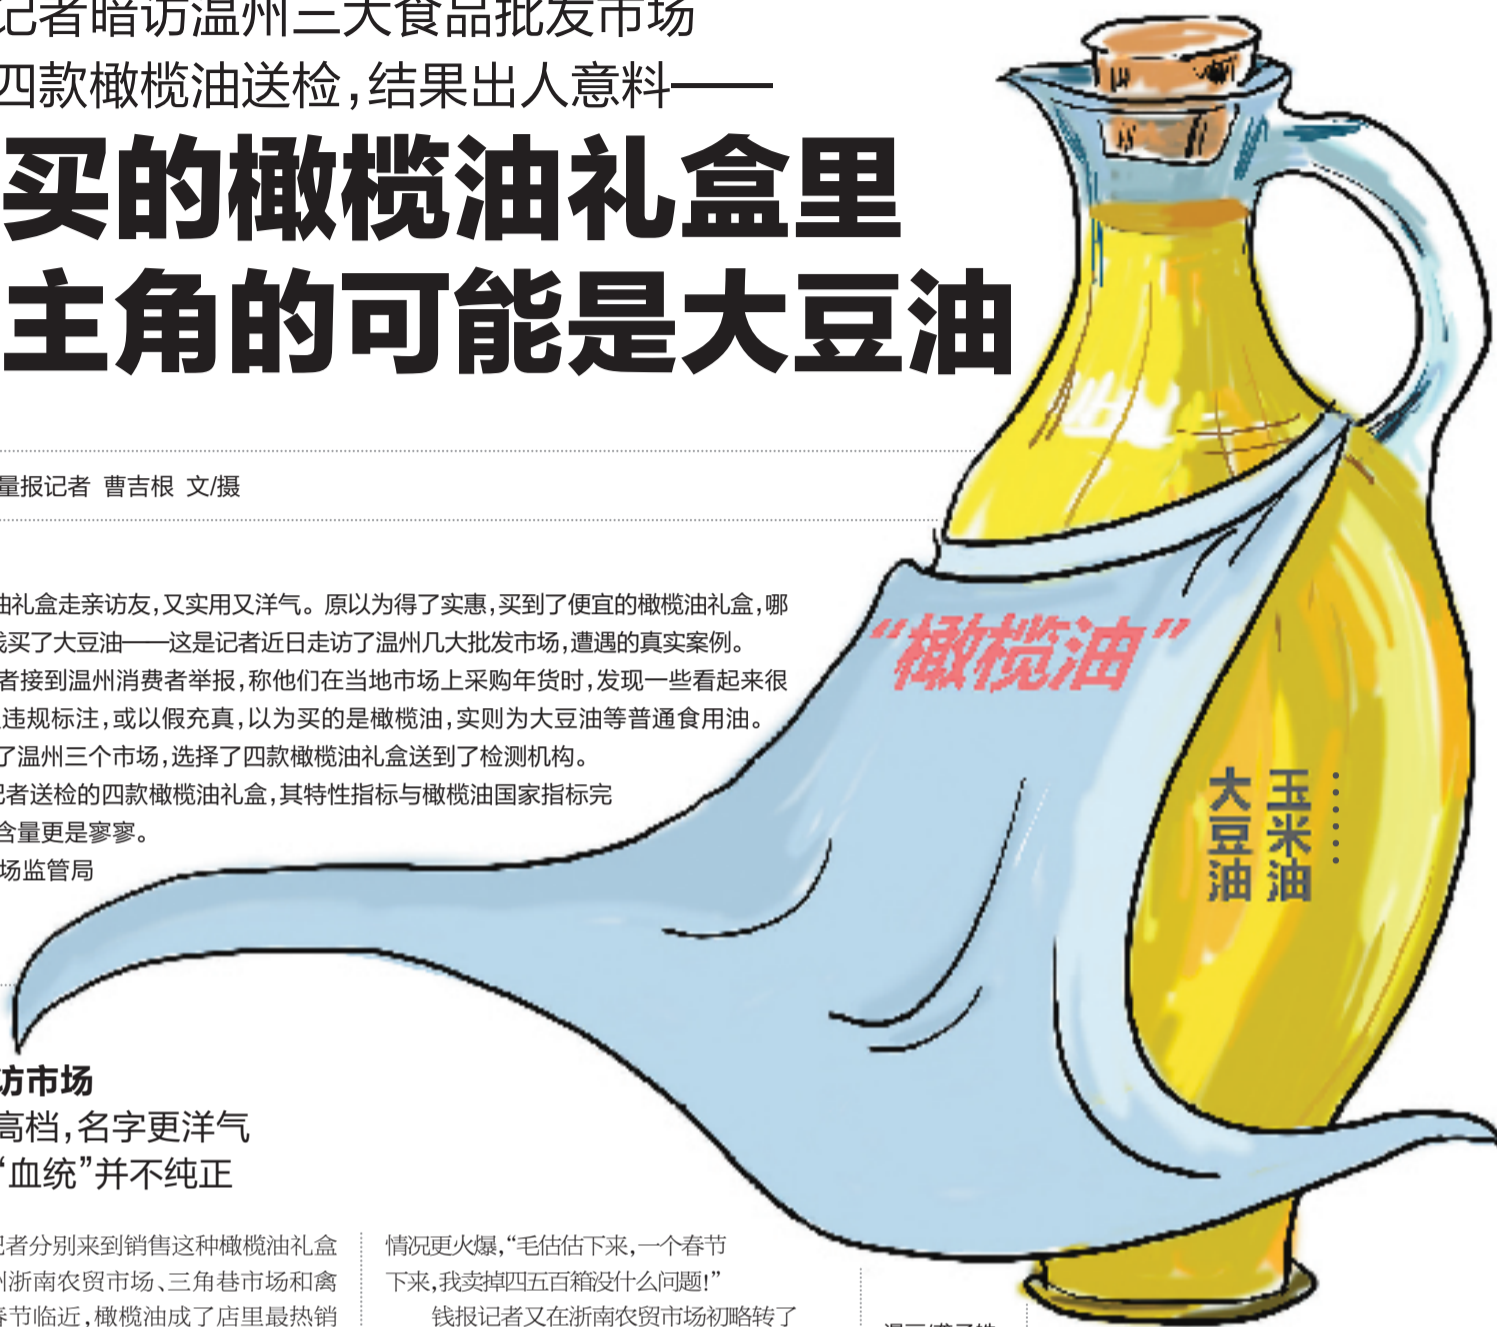 记者暗访温州三大食品批发市场
四款橄榄油送检,结果出人意料——
买的橄榄油礼盒里
主角的可能是大豆油
量报记者 曹吉根 文/摄
油礼盒走亲访友,又实用又洋气。原以为得了实惠,买到了便宜的橄榄油礼盒,哪
钱买了大豆油——这是记者近日走访了温州几大批发市场,遭遇的真实案例。
者接到温州消费者举报,称他们在当地市场上采购年货时,发现一些看起来很
违规标注,或以假充真,以为买的是橄榄油,实则为大豆油等普通食用油。
了温州三个市场,选择了四款橄榄油礼盒送到了检测机构。
记者送检的四款橄榄油礼盒,其特性指标与橄榄油国家指标完
含量更是寥寥。
场监管局
“橄榄油”
大豆油
玉米油
……
访市场
高档,名字更洋气
“血统”并不纯正
记者分别来到销售这种橄榄油礼盒
州浙南农贸市场、三角巷市场和禽
春节临近,橄榄油成了店里最热销
情况更火爆,“毛估估下来,一个春节
下来,我卖掉四五百箱没什么问题!”
钱报记者又在浙南农贸市场初略转了